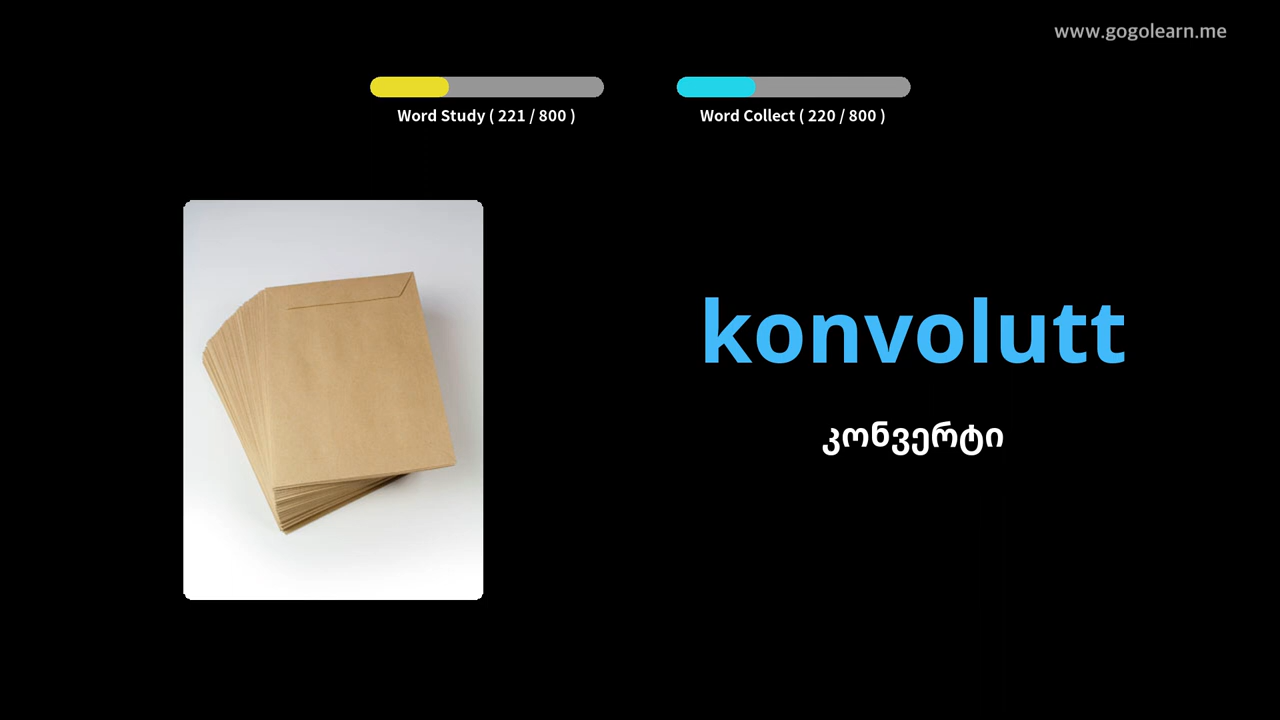 www.gogolearn.me
Word Study ( 221 / 800 )
Word Collect ( 220 / 800 )
konvolutt
კონვერტი